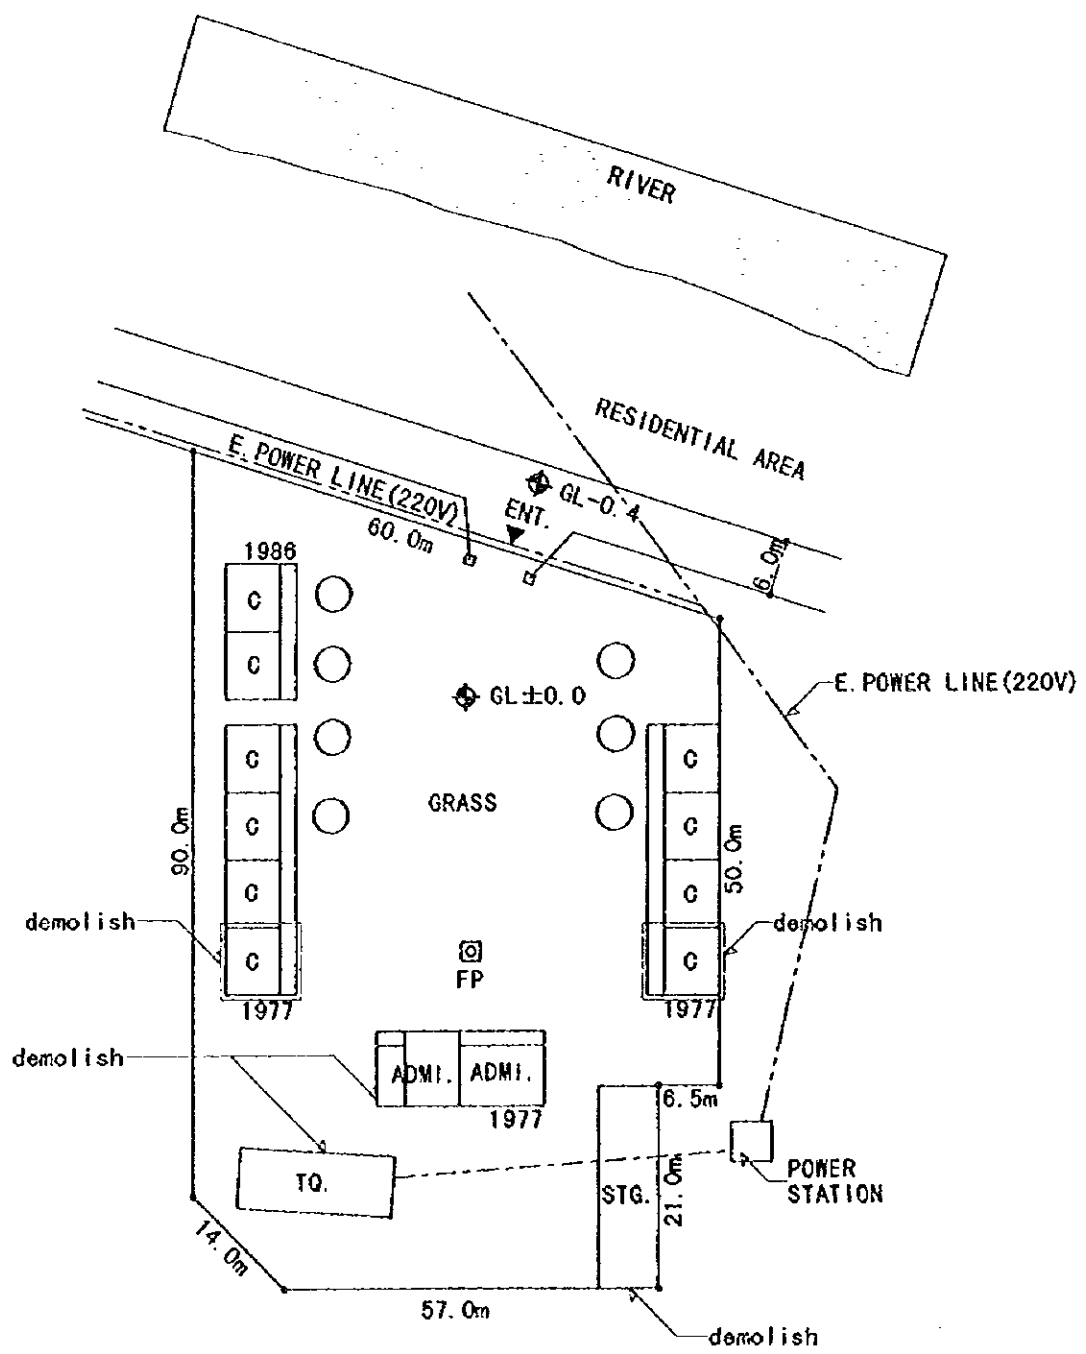 RIVER
RESIDENTIAL AREA
E. POWER LINE(220V)
GL-0.4
ENT.
60.0m
6.0m
1986
C
C
GL±0.0
E. POWER LINE(220V)
C
C
C
C
C
C
C
C
GRASS
90.0m
50.0m
demolish
demolish
FP
1977
1977
demolish
ADMI.
ADMI.
1977
6.5m
TQ.
STG.
21.0m
POWER
STATION
14.0m
57.0m
demolish